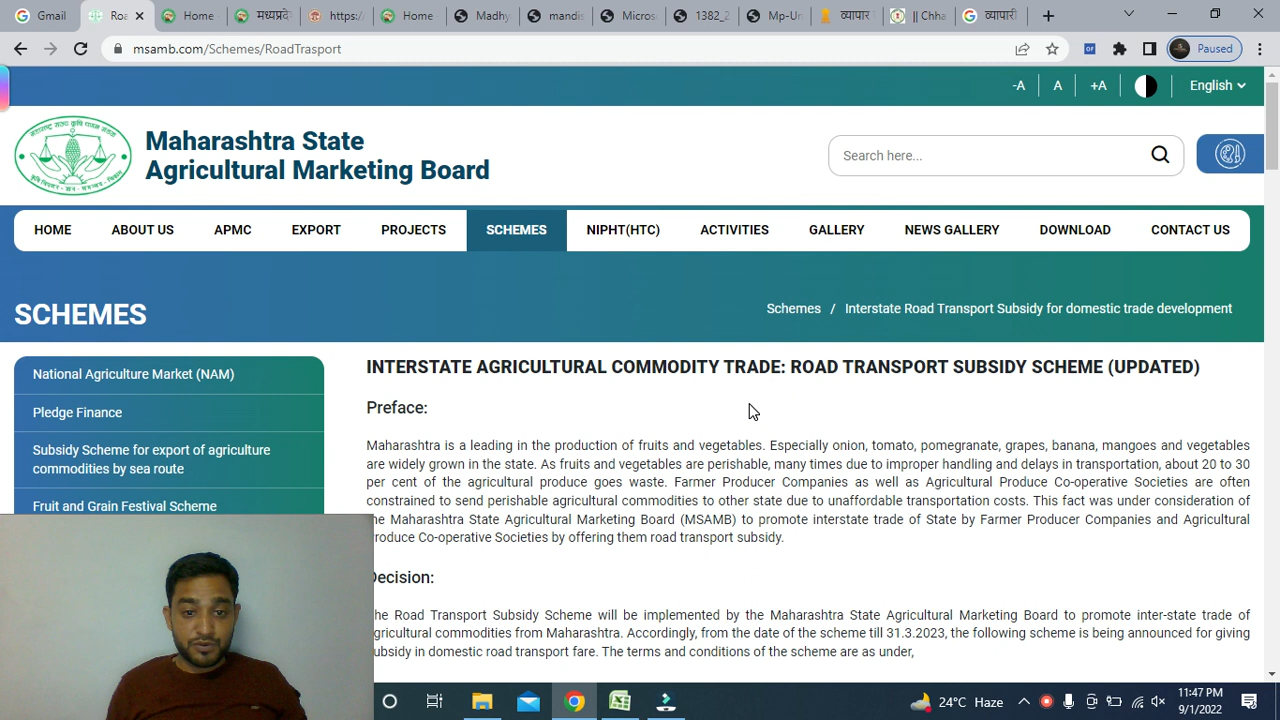 Gmail
Roa
Home
मध्यप्रदे
https:/
Home
Madhy
mandis
Micros
1382_2
Mp-Un
व्यापार
|| Chha
व्यापारी
msamb.com/Schemes/RoadTrasport
Paused
-A
A
+A
English
Maharashtra State
Agricultural Marketing Board
Search here...
HOME
ABOUT US
APMC
EXPORT
PROJECTS
SCHEMES
NIPHT(HTC)
ACTIVITIES
GALLERY
NEWS GALLERY
DOWNLOAD
CONTACT US
SCHEMES
Schemes / Interstate Road Transport Subsidy for domestic trade development
National Agriculture Market (NAM)
Pledge Finance
Subsidy Scheme for export of agriculture
commodities by sea route
Fruit and Grain Festival Scheme
INTERSTATE AGRICULTURAL COMMODITY TRADE: ROAD TRANSPORT SUBSIDY SCHEME (UPDATED)
Preface:
Maharashtra is a leading in the production of fruits and vegetables. Especially onion, tomato, pomegranate, grapes, banana, mangoes and vegetables
are widely grown in the state. As fruits and vegetables are perishable, many times due to improper handling and delays in transportation, about 20 to 30
per cent of the agricultural produce goes waste. Farmer Producer Companies as well as Agricultural Produce Co-operative Societies are often
constrained to send perishable agricultural commodities to other state due to unaffordable transportation costs. This fact was under consideration of
he Maharashtra State Agricultural Marketing Board (MSAMB) to promote interstate trade of State by Farmer Producer Companies and Agricultural
roduce Co-operative Societies by offering them road transport subsidy.
Decision:
he Road Transport Subsidy Scheme will be implemented by the Maharashtra State Agricultural Marketing Board to promote inter-state trade of
gricultural commodities from Maharashtra. Accordingly, from the date of the scheme till 31.3.2023, the following scheme is being announced for giving
ubsidy in domestic road transport fare. The terms and conditions of the scheme are as under,
24°C Haze
11:47 PM
9/1/2022